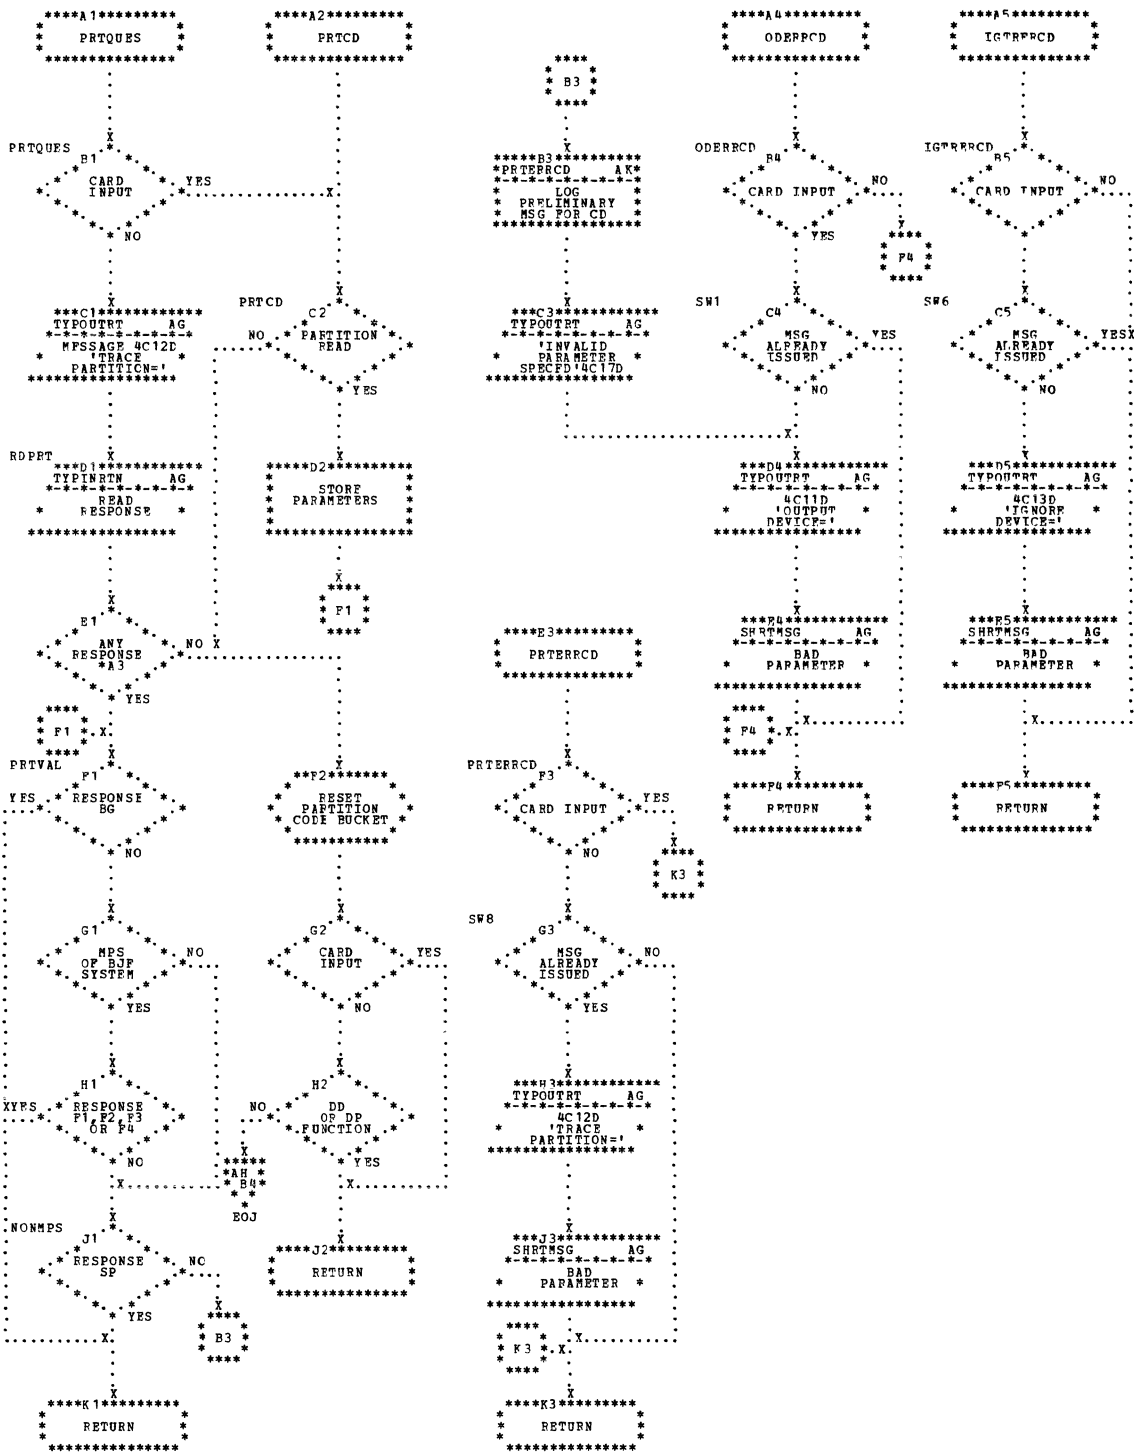 A1
PRTQUES
A2
PRTCD
B3
A4
ODERRCD
A5
IGTRERCD
PRTQUES
B1
CARD
INPUT
YES
NO
B3
PRTERRCD AK
LOG
PRELIMINARY
MSG FOR CD
ODERRCD
B4
CARD INPUT
NO
YES
F4
IGTRERCD
B5
CARD INPUT
NO
YES
C1
TYPOUTRT AG
MESSAGE 4C12D
'TRACE
PARTITION='
PRTCD
C2
PARTITION
READ
NO
YES
C3
TYPOUTRT AG
'INVALID
PARAMETER
SPECFD'4C17D
SW1
C4
MSG
ALREADY
ISSUED
YES
NO
SW6
C5
MSG
ALREADY
ISSUED
YESX
NO
RDPRT
D1
TYPINRTN AG
READ
RESPONSE
D2
STORE
PARAMETERS
D4
TYPOUTRT AG
4C11D
'OUTPUT
DEVICE='
D5
TYPOUTRT AG
4C13D
'IGNORE
DEVICE='
F1
E1
ANY
RESPONSE
*A3
NO X
YES
E3
PRTERRCD
E4
SHRTMSG AG
BAD
PARAMETER
E5
SHRTMSG AG
BAD
PARAMETER
F1
F4
PRTVAL
F1
RESPONSE
BG
YES
NO
F2
RESET
PARTITION
CODE BUCKET
PRTERRCD
F3
CARD INPUT
YES
NO
K3
F4
RETURN
F5
RETURN
G1
MPS
OF BJF
SYSTEM
NO
YES
G2
CARD
INPUT
YES
NO
SW8
G3
MSG
ALREADY
ISSUED
NO
YES
H1
RESPONSE
F1,F2,F3
OR F4
XYES
NO
H2
DD
OF DP
FUNCTION
NO
YES
AH
B4
EOJ
H3
TYPOUTRT AG
4C12D
'TRACE
PARTITION='
NONMPS
J1
RESPONSE
SP
NO
YES
B3
J2
RETURN
J3
SHRTMSG AG
BAD
PARAMETER
K3
K1
RETURN
K3
RETURN